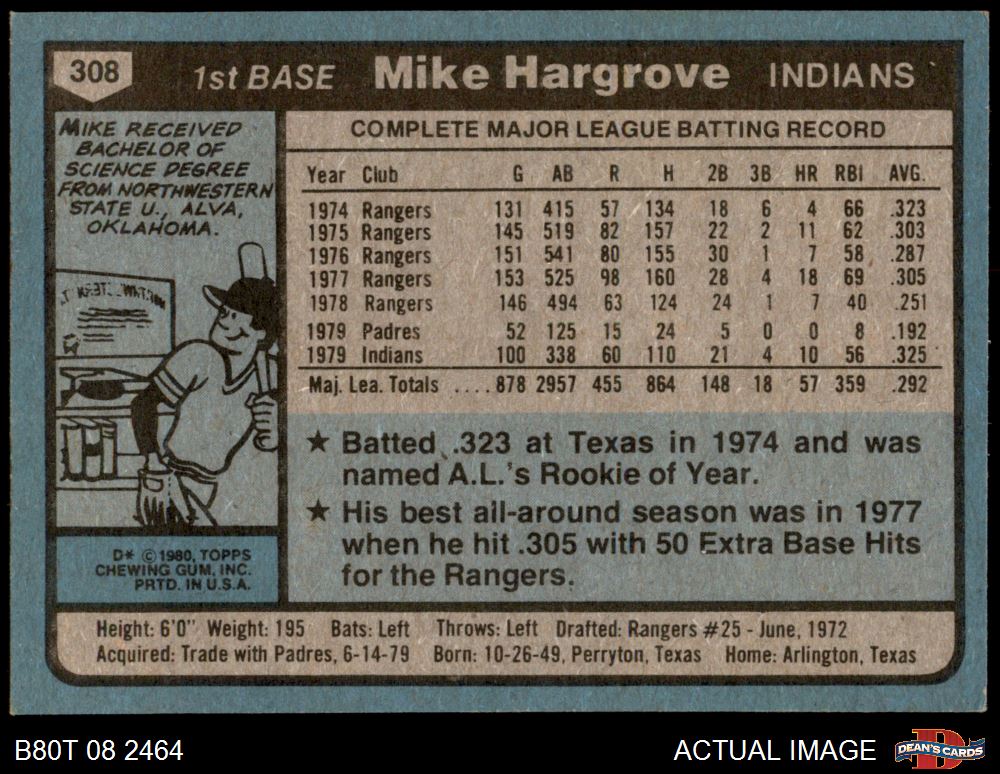 308 1st BASE Mike Hargrove INDIANS
MIKE RECEIVED
BACHELOR OF
SCIENCE DEGREE
FROM NORTHWESTERN
STATE U., ALVA,
OKLAHOMA.
D* © 1980, TOPPS
CHEWING GUM, INC.
PRTD. IN U.S.A.
COMPLETE MAJOR LEAGUE BATTING RECORD
Year Club G AB R H 2B 3B HR RBI AVG.
1974 Rangers 131 415 57 134 18 6 4 66 .323
1975 Rangers 145 519 82 157 22 2 11 62 .303
1976 Rangers 151 541 80 155 30 1 7 58 .287
1977 Rangers 153 525 98 160 28 4 18 69 .305
1978 Rangers 146 494 63 124 24 1 7 40 .251
1979 Padres 52 125 15 24 5 0 0 8 .192
1979 Indians 100 338 60 110 21 4 10 56 .325
Maj. Lea. Totals ....878 2957 455 864 148 18 57 359 .292
★ Batted .323 at Texas in 1974 and was
named A.L.'s Rookie of Year.
★ His best all-around season was in 1977
when he hit .305 with 50 Extra Base Hits
for the Rangers.
Height: 6'0" Weight: 195 Bats: Left Throws: Left Drafted: Rangers #25 - June, 1972
Acquired: Trade with Padres, 6-14-79 Born: 10-26-49, Perryton, Texas Home: Arlington, Texas
B80T 08 2464 ACTUAL IMAGE D DEAN'S CARDS